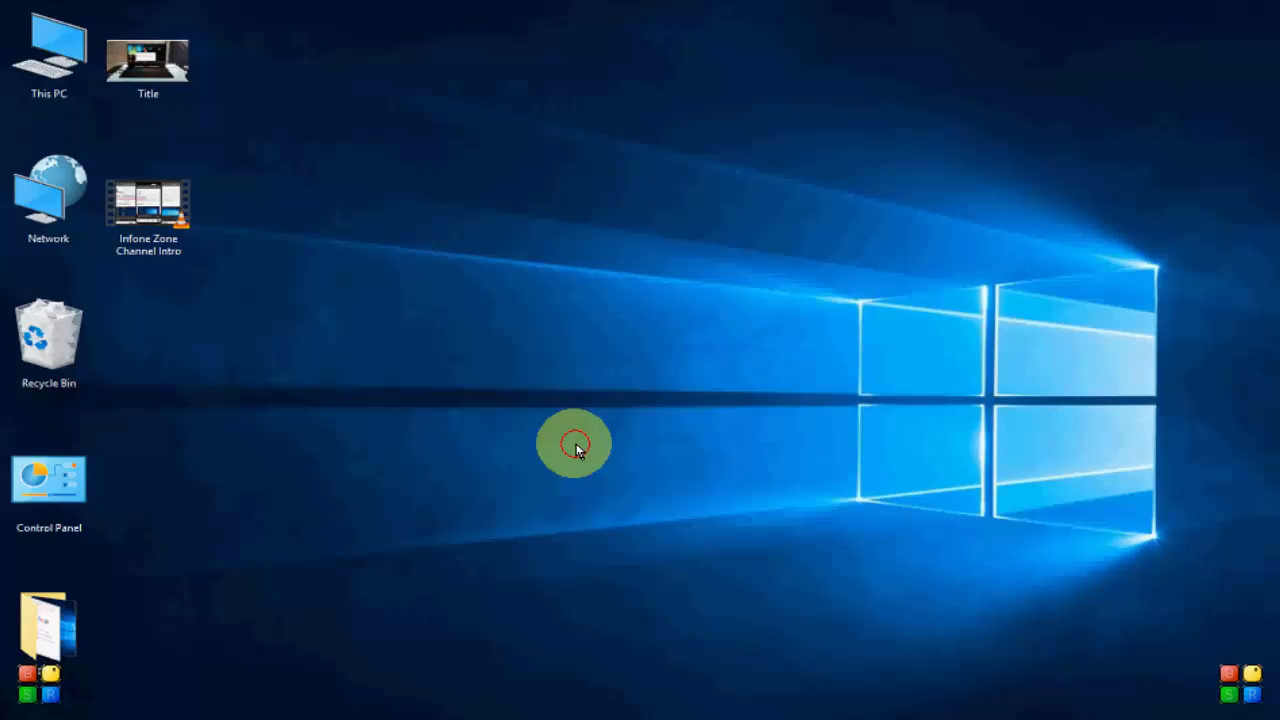 This PC
Title
Network
Infone Zone
Channel Intro
Recycle Bin
Control Panel
B
S R
B
S R